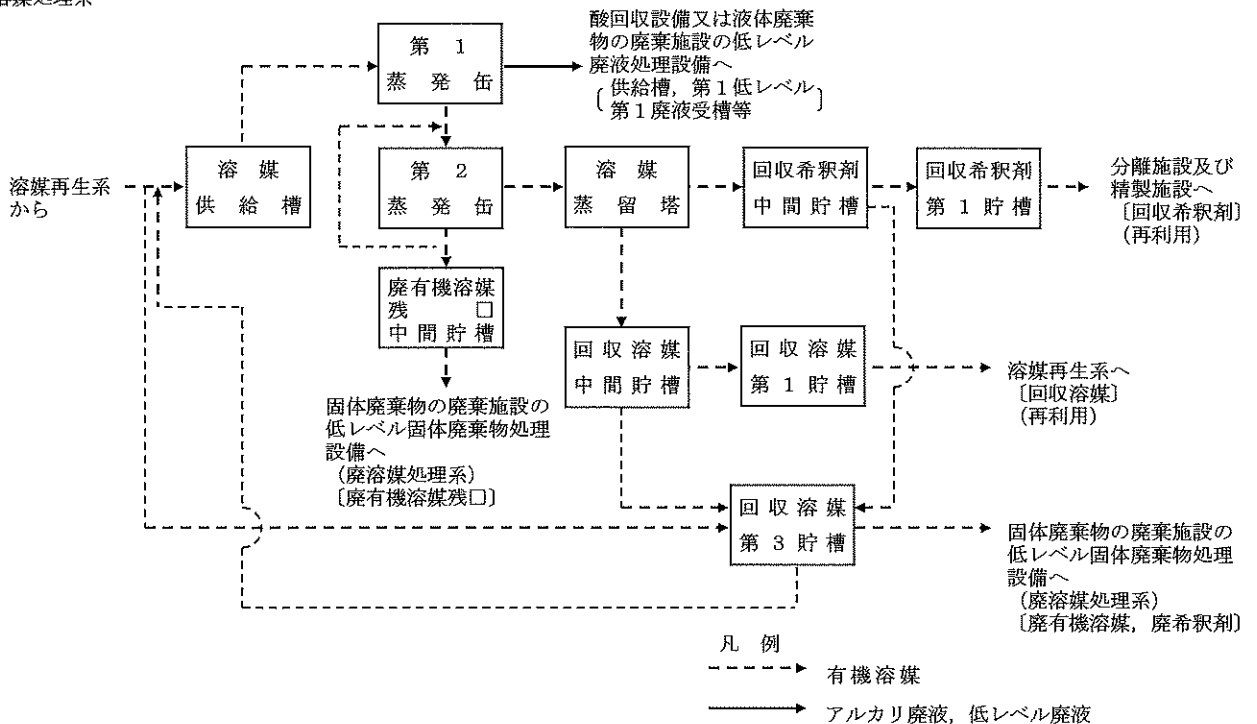 溶媒処理系
酸回収設備又は液体廃棄
物の廃棄施設の低レベル
廃液処理設備へ
〔供給槽，第１低レベル
第１廃液受槽等〕
第１
蒸発缶
溶媒再生系
から
溶媒
供給槽
第２
蒸発缶
溶媒
蒸留塔
回収希釈剤
中間貯槽
回収希釈剤
第１貯槽
分離施設及び
精製施設へ
〔回収希釈剤〕
(再利用)
廃有機溶媒
残□
中間貯槽
回収溶媒
中間貯槽
回収溶媒
第１貯槽
溶媒再生系へ
〔回収溶媒〕
(再利用)
固体廃棄物の廃棄施設の
低レベル固体廃棄物処理
設備へ
(廃溶媒処理系)
〔廃有機溶媒残□〕
回収溶媒
第３貯槽
固体廃棄物の廃棄施設の
低レベル固体廃棄物処理
設備へ
(廃溶媒処理系)
〔廃有機溶媒，廃希釈剤〕
凡例
有機溶媒
アルカリ廃液，低レベル廃液